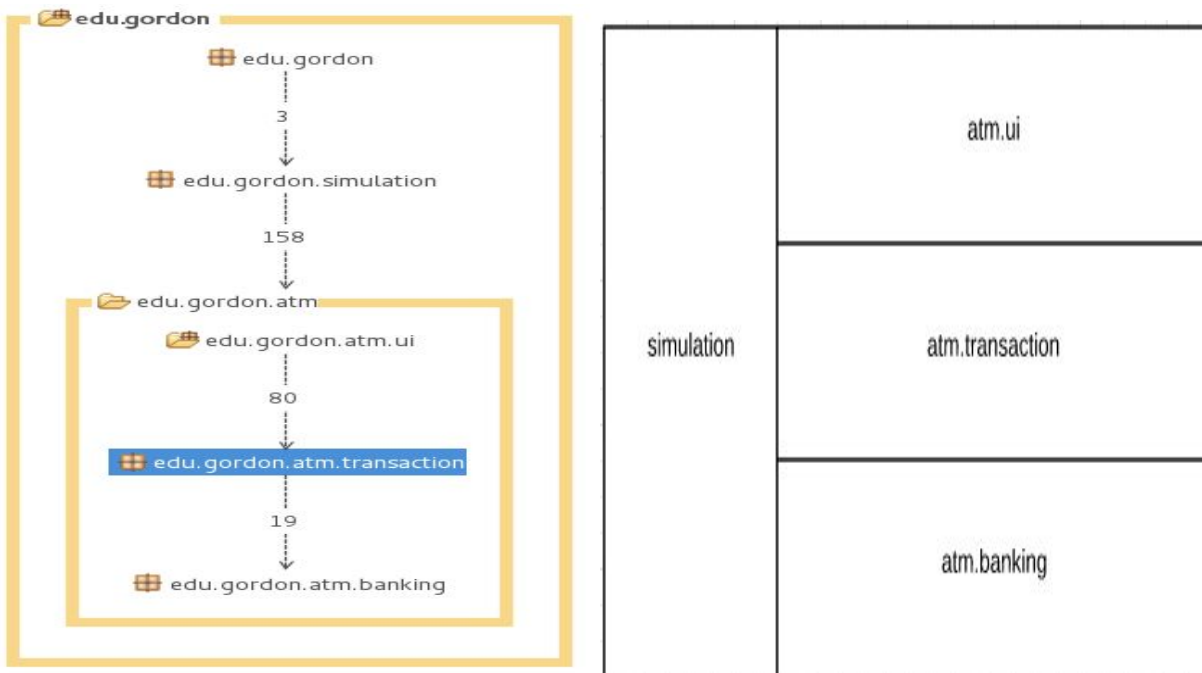 edu.gordon
edu.gordon
3
edu.gordon.simulation
158
edu.gordon.atm
edu.gordon.atm.ui
80
edu.gordon.atm.transaction
19
edu.gordon.atm.banking
simulation
atm.ui
atm.transaction
atm.banking